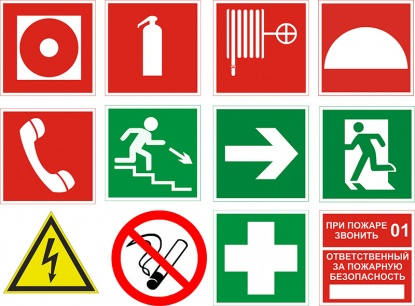 ПРИ ПОЖАРЕ
ЗВОНИТЬ 01
ОТВЕТСТВЕННЫЙ
ЗА ПОЖАРНУЮ
БЕЗОПАСНОСТЬ